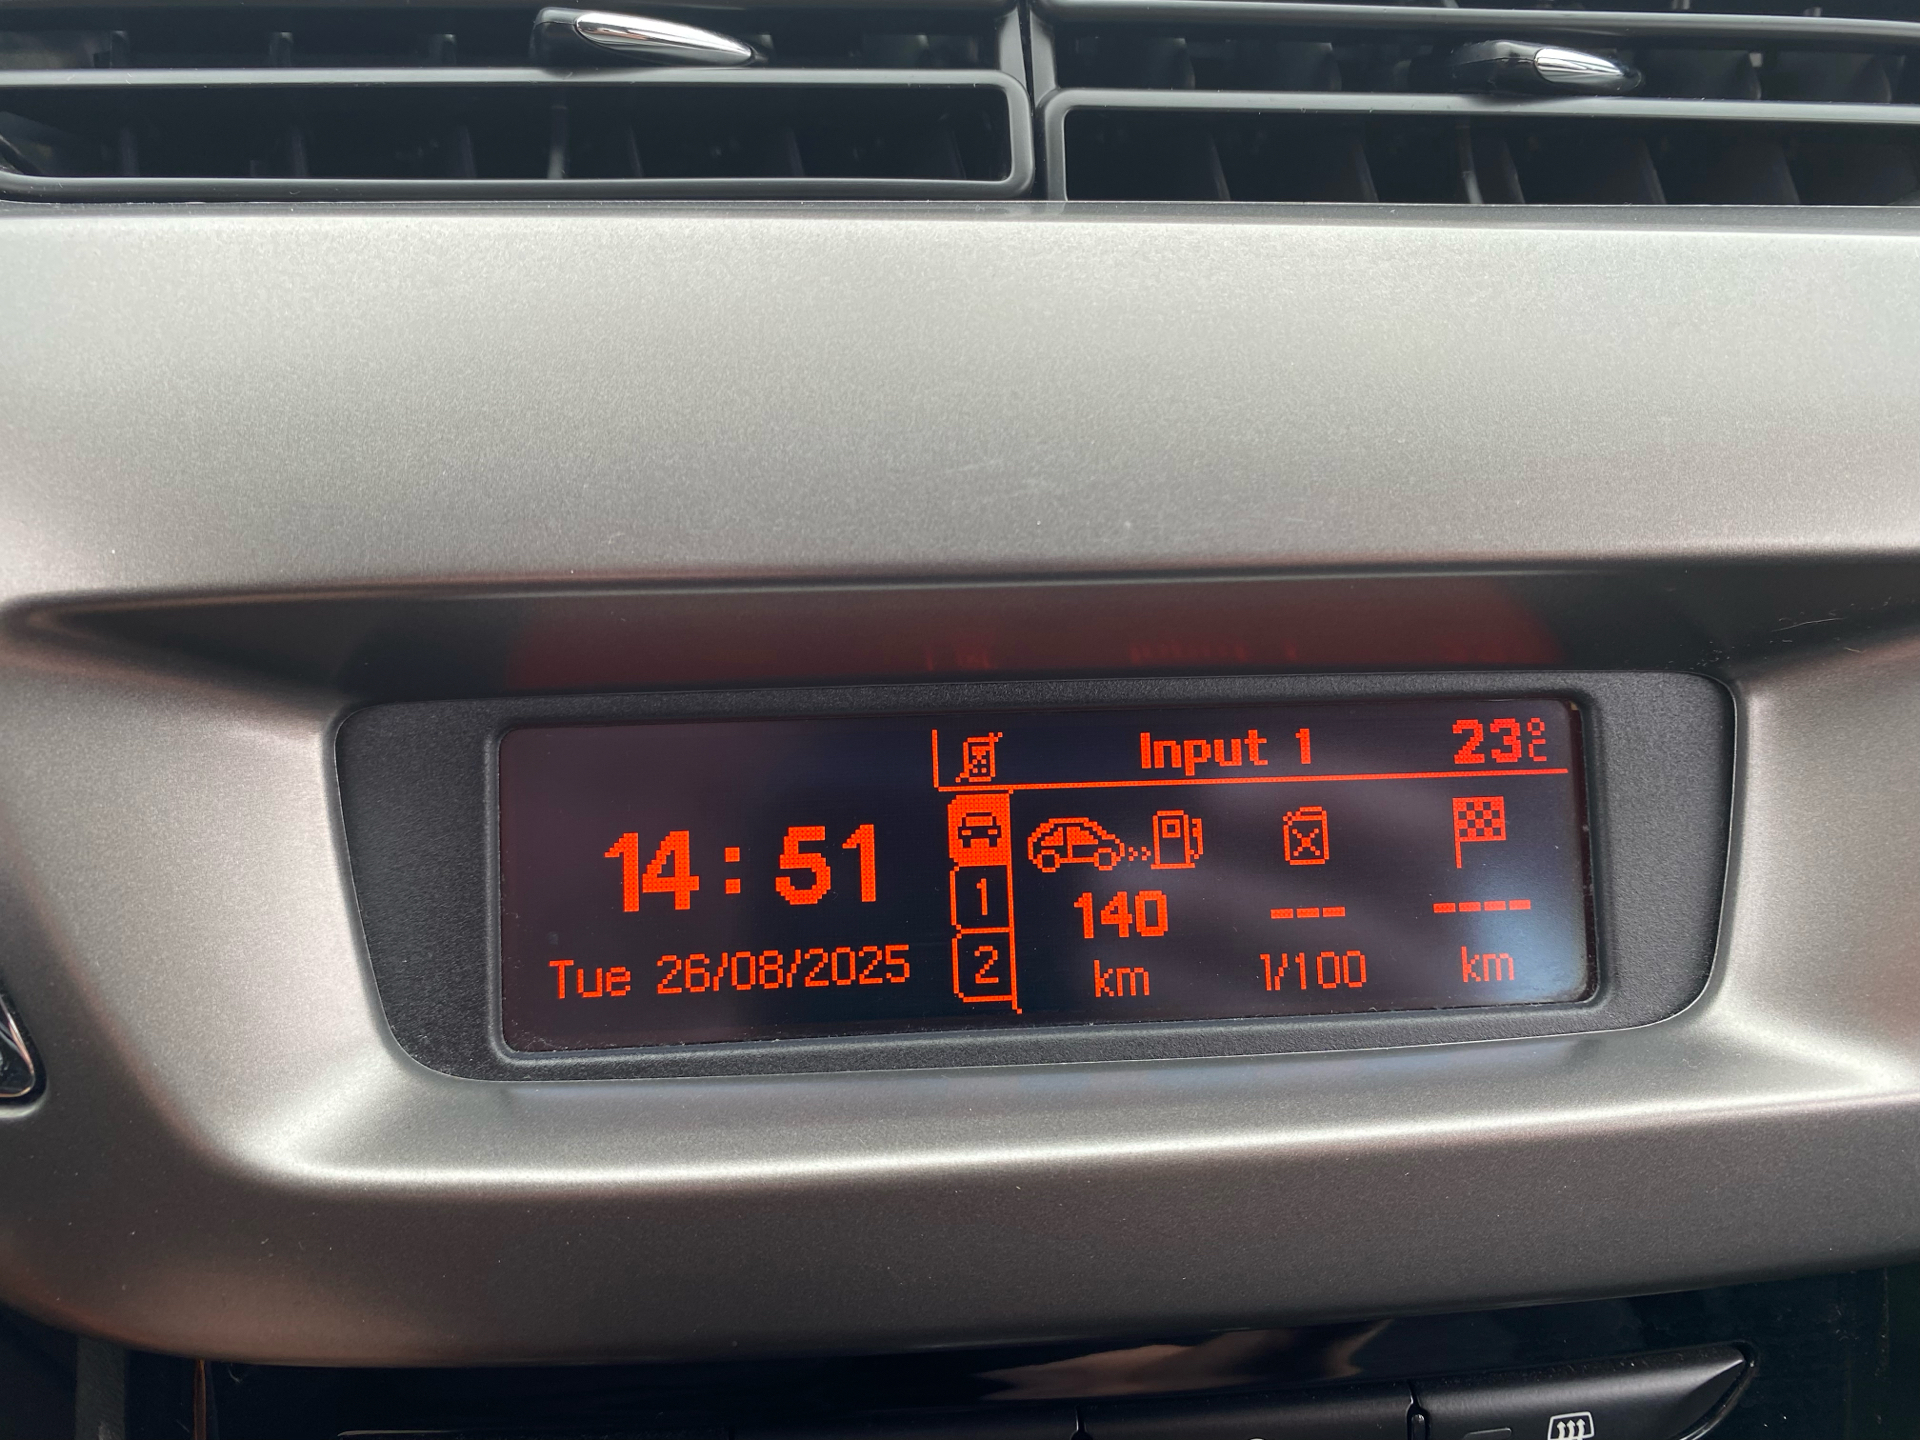 Input 1 23°C
14:51
Tue 26/08/2025
1
2
140 --- ----
km l/100 km